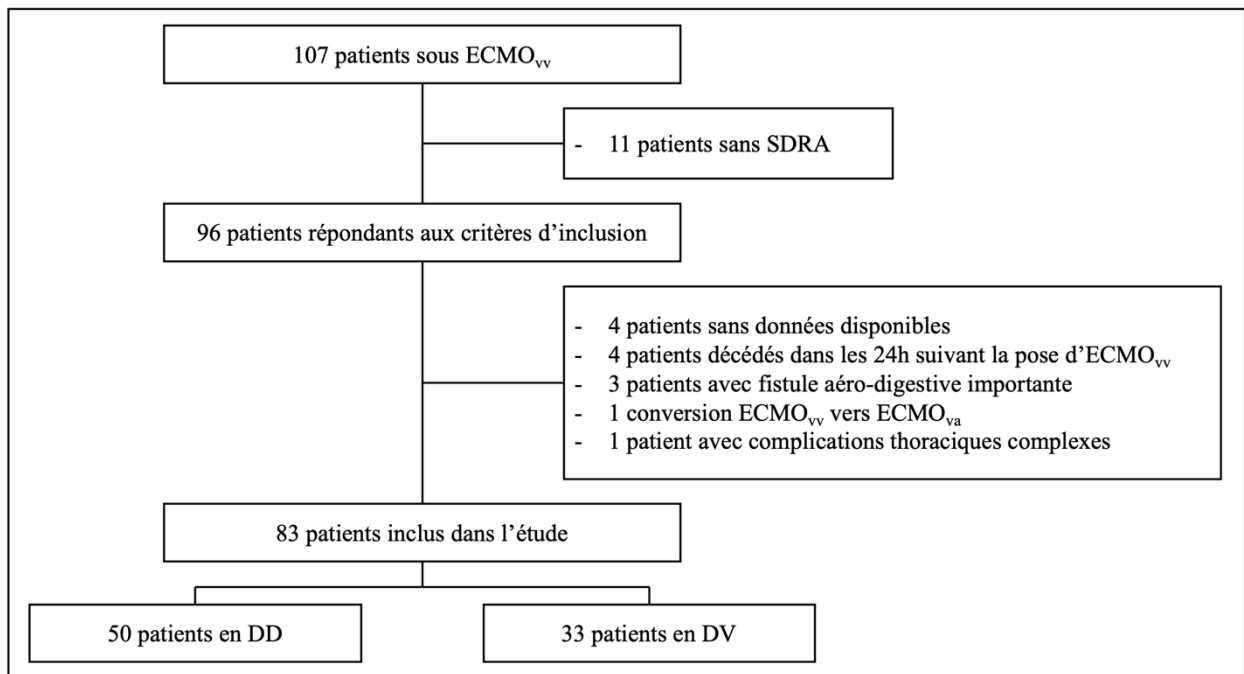 107 patients sous ECMOvv
- 11 patients sans SDRA
96 patients répondants aux critères d’inclusion
- 4 patients sans données disponibles
- 4 patients décédés dans les 24h suivant la pose d’ECMOvv
- 3 patients avec fistule aéro-digestive importante
- 1 conversion ECMOvv vers ECMOva
- 1 patient avec complications thoraciques complexes
83 patients inclus dans l’étude
50 patients en DD
33 patients en DV